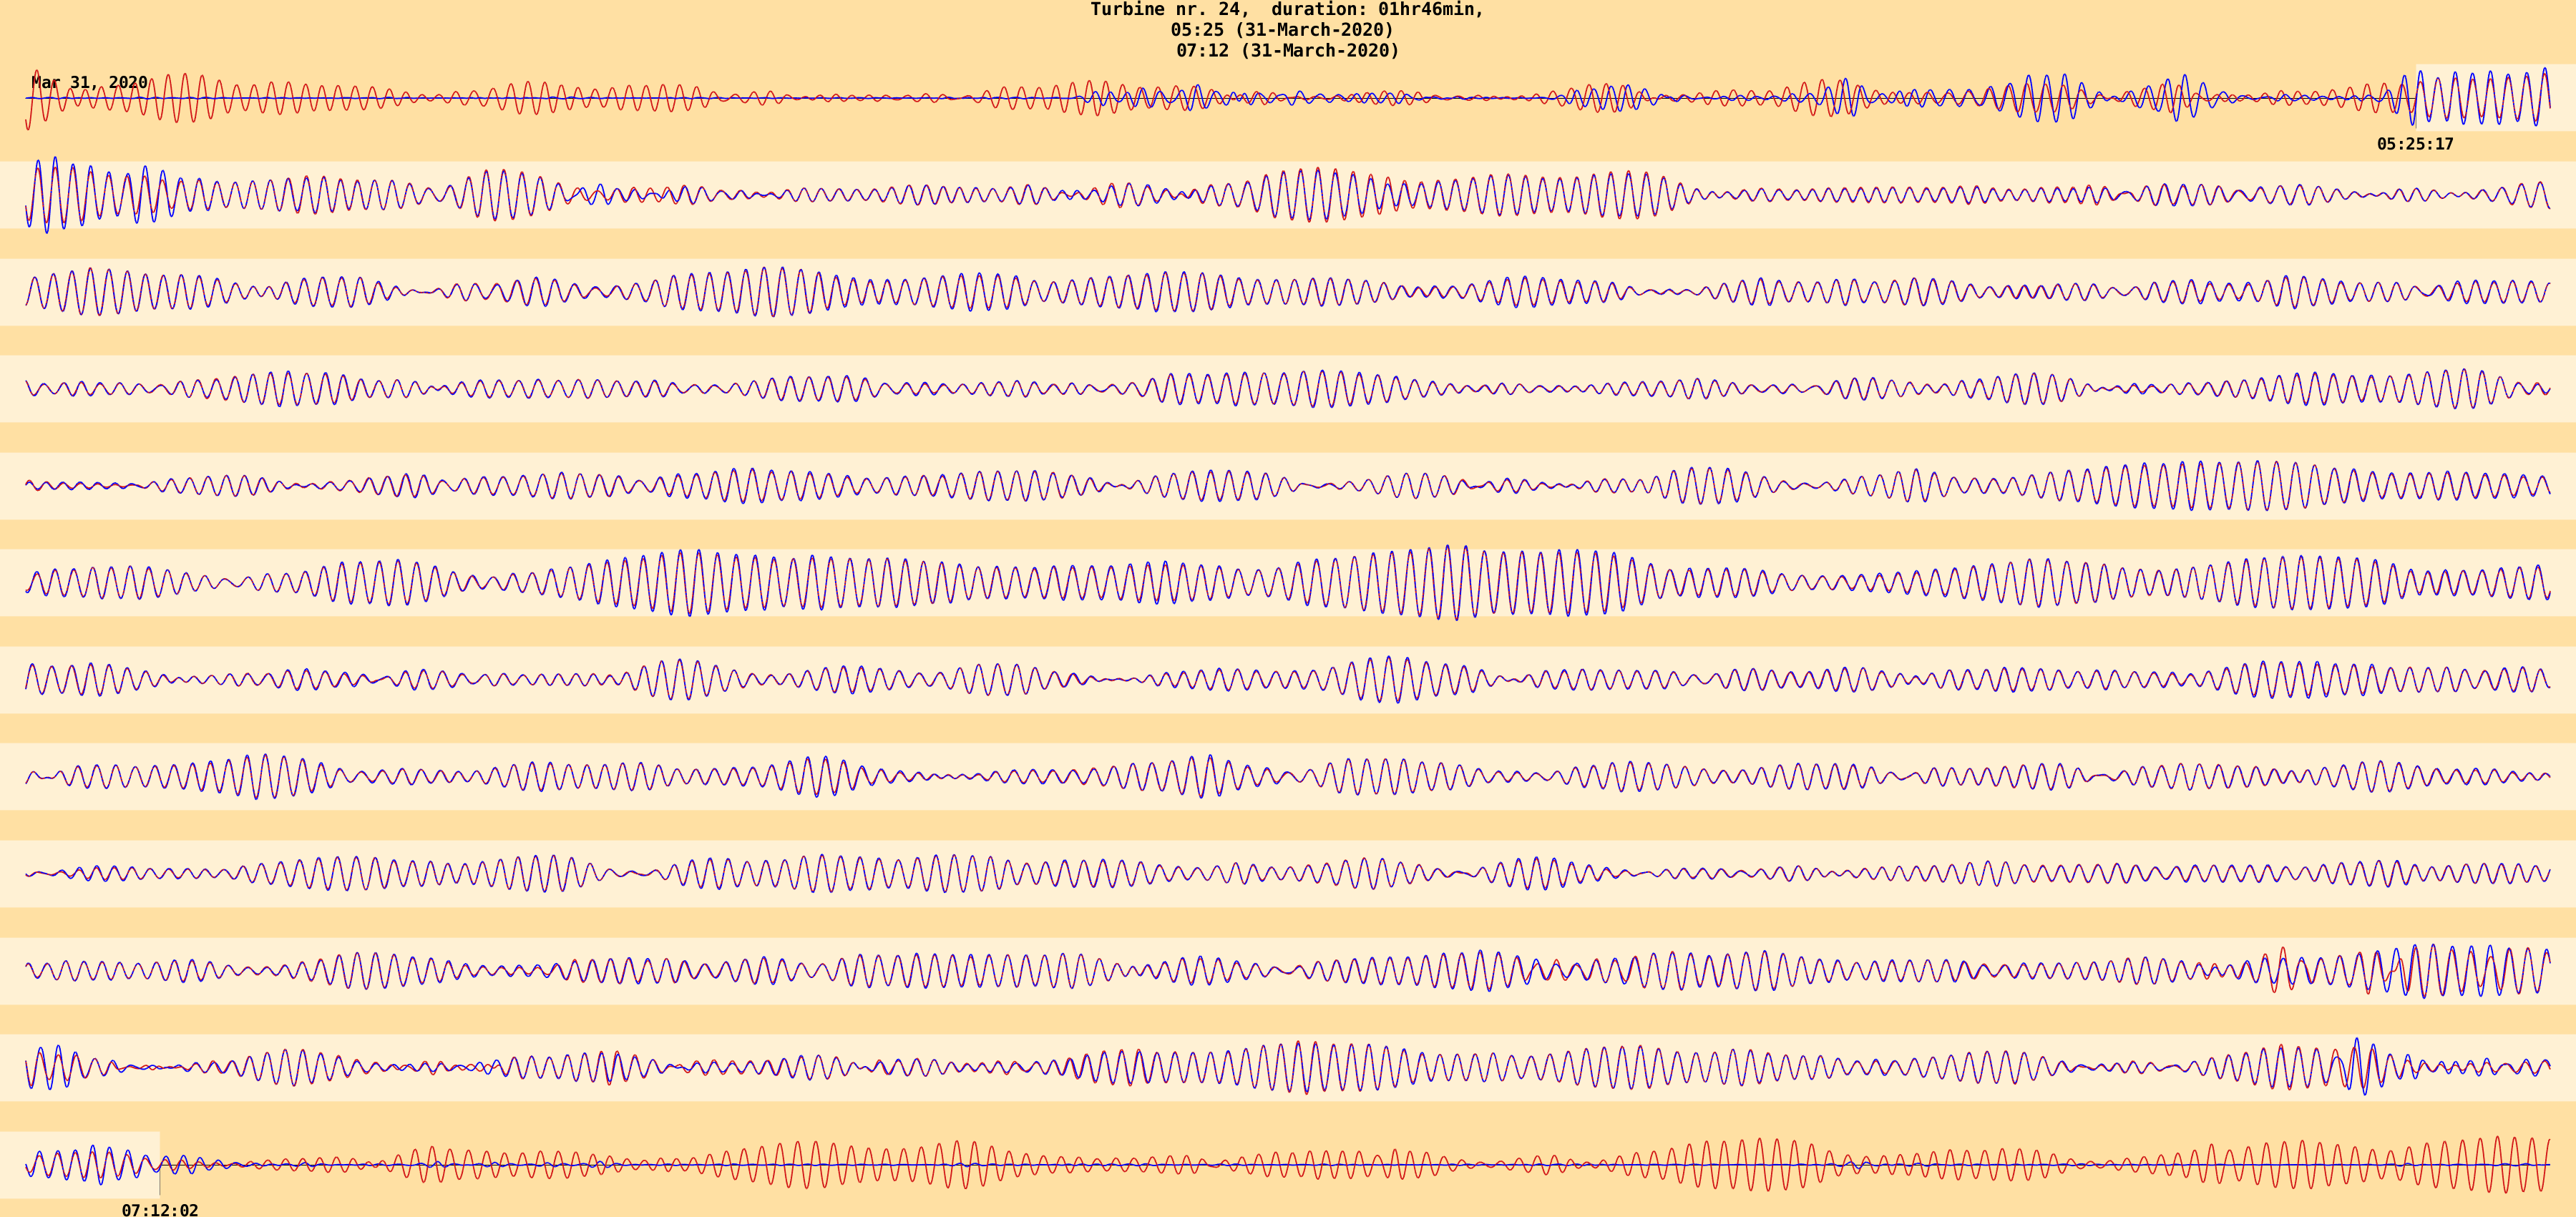 Turbine nr. 24,  duration: 01hr46min,
05:25 (31-March-2020)
07:12 (31-March-2020)
Mar 31, 2020
05:25:17
07:12:02